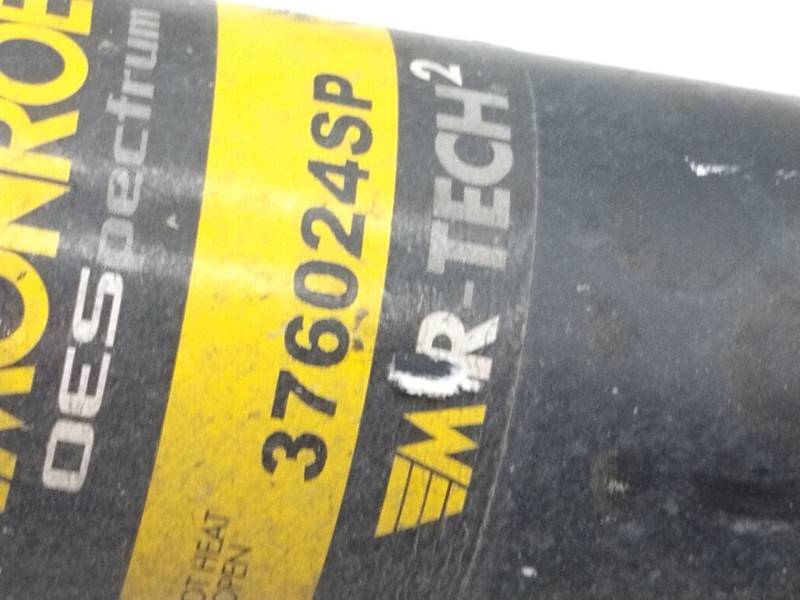 MONROE
OESpectrum
376024SP
OT HEAT
OPEN
R-TECH²